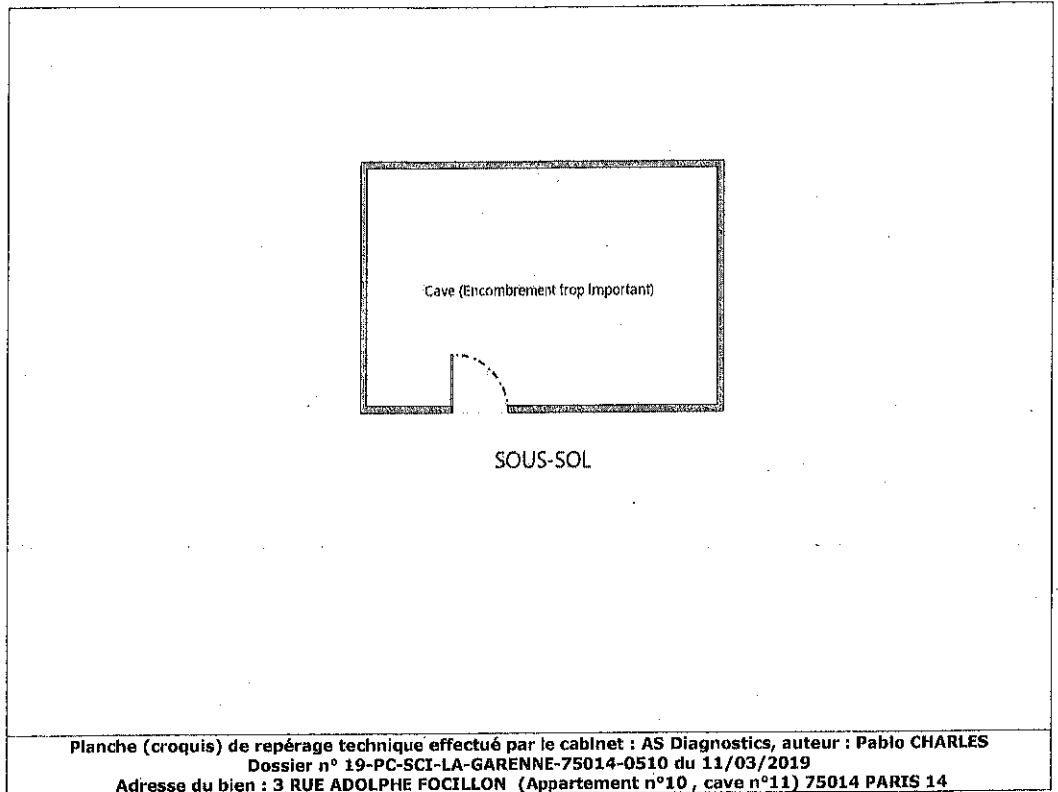 Cave (Encombrement trop Important)
SOUS-SOL
Planche (croquis) de repérage technique effectué par le cabinet : AS Diagnostics, auteur : Pablo CHARLES
Dossier n° 19-PC-SCI-LA-GARENNE-75014-0510 du 11/03/2019
Adresse du bien : 3 RUE ADOLPHE FOCILLON (Appartement n°10 , cave n°11) 75014 PARIS 14